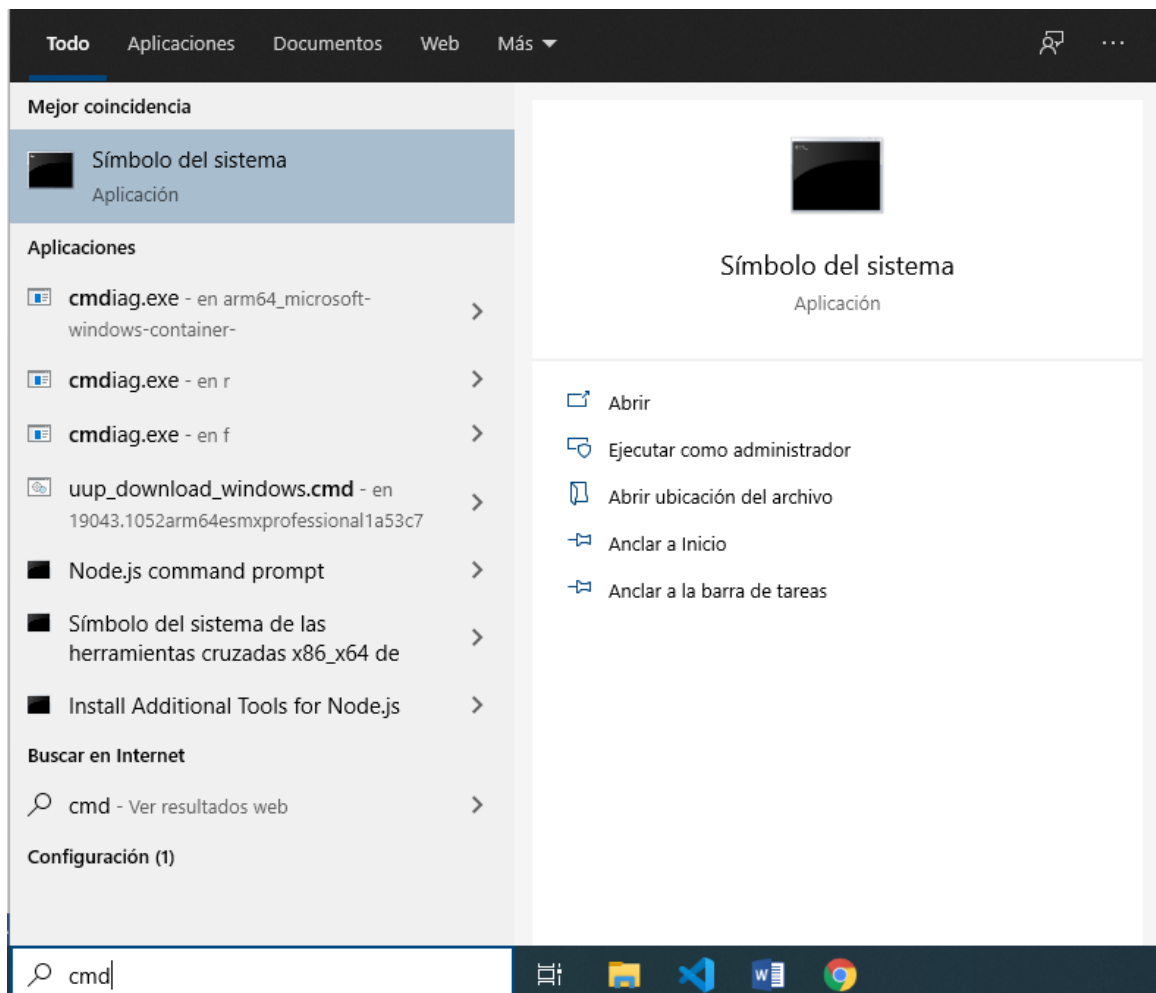 Todo Aplicaciones Documentos Web Más
Mejor coincidencia
Símbolo del sistema
Aplicación
Aplicaciones
cmdiag.exe - en arm64_microsoft-
windows-container-
cmdiag.exe - en r
cmdiag.exe - en f
uup_download_windows.cmd - en
19043.1052arm64esmxprofessional1a53c7
Node.js command prompt
Símbolo del sistema de las
herramientas cruzadas x86_x64 de
Install Additional Tools for Node.js
Buscar en Internet
cmd - Ver resultados web
Configuración (1)
cmd
Símbolo del sistema
Aplicación
Abrir
Ejecutar como administrador
Abrir ubicación del archivo
Anclar a Inicio
Anclar a la barra de tareas